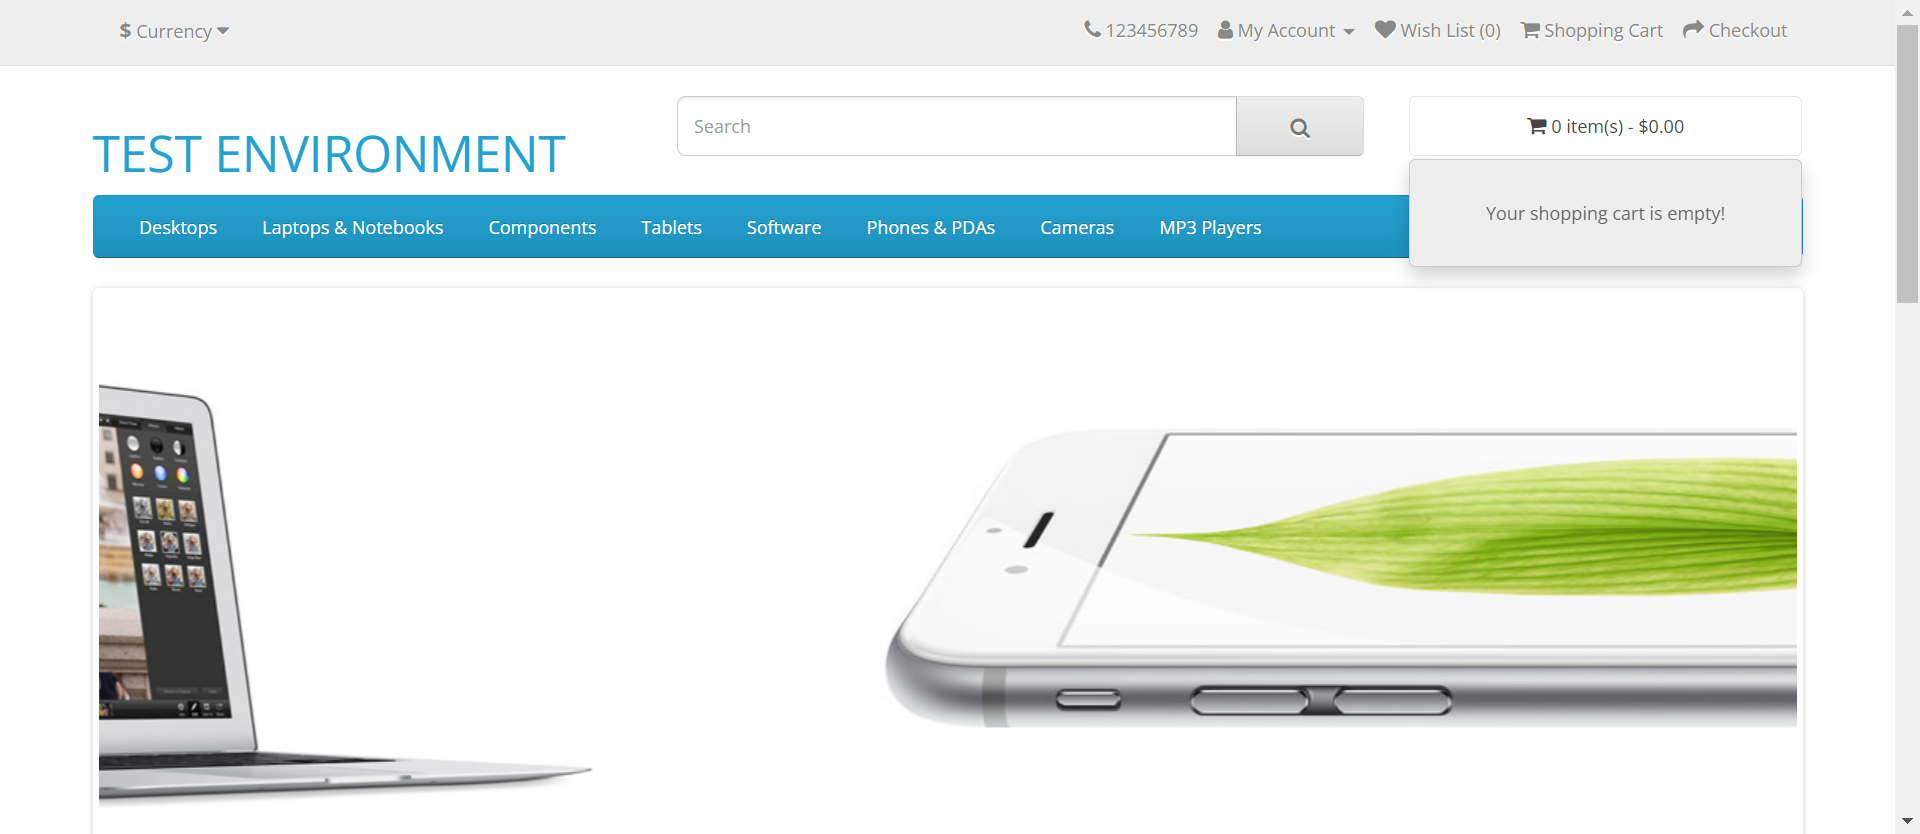 $ Currency
123456789 My Account Wish List (0) Shopping Cart Checkout
TEST ENVIRONMENT
Search
0 item(s) - $0.00
Your shopping cart is empty!
Desktops Laptops & Notebooks Components Tablets Software Phones & PDAs Cameras MP3 Players